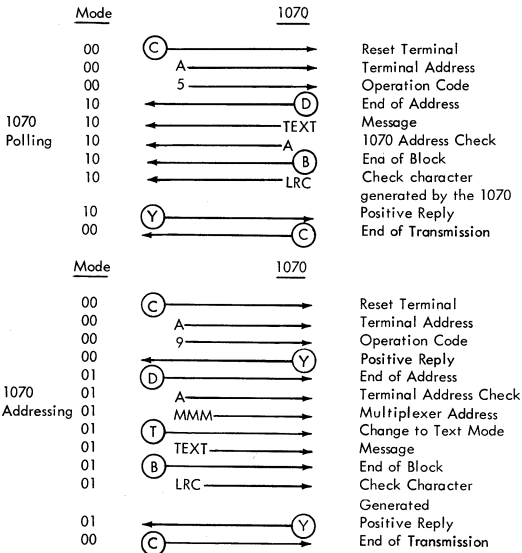 Mode 1070
00 C Reset Terminal
00 A Terminal Address
00 5 Operation Code
10 D End of Address
1070 10 TEXT Message
Polling 10 A 1070 Address Check
10 B End of Block
10 LRC Check character
generated by the 1070
10 Y Positive Reply
00 C End of Transmission
Mode 1070
00 C Reset Terminal
00 A Terminal Address
00 9 Operation Code
00 Y Positive Reply
01 D End of Address
1070 01 A Terminal Address Check
Addressing 01 MMM Multiplexer Address
01 T Change to Text Mode
01 TEXT Message
01 B End of Block
01 LRC Check Character
Generated
01 Y Positive Reply
00 C End of Transmission